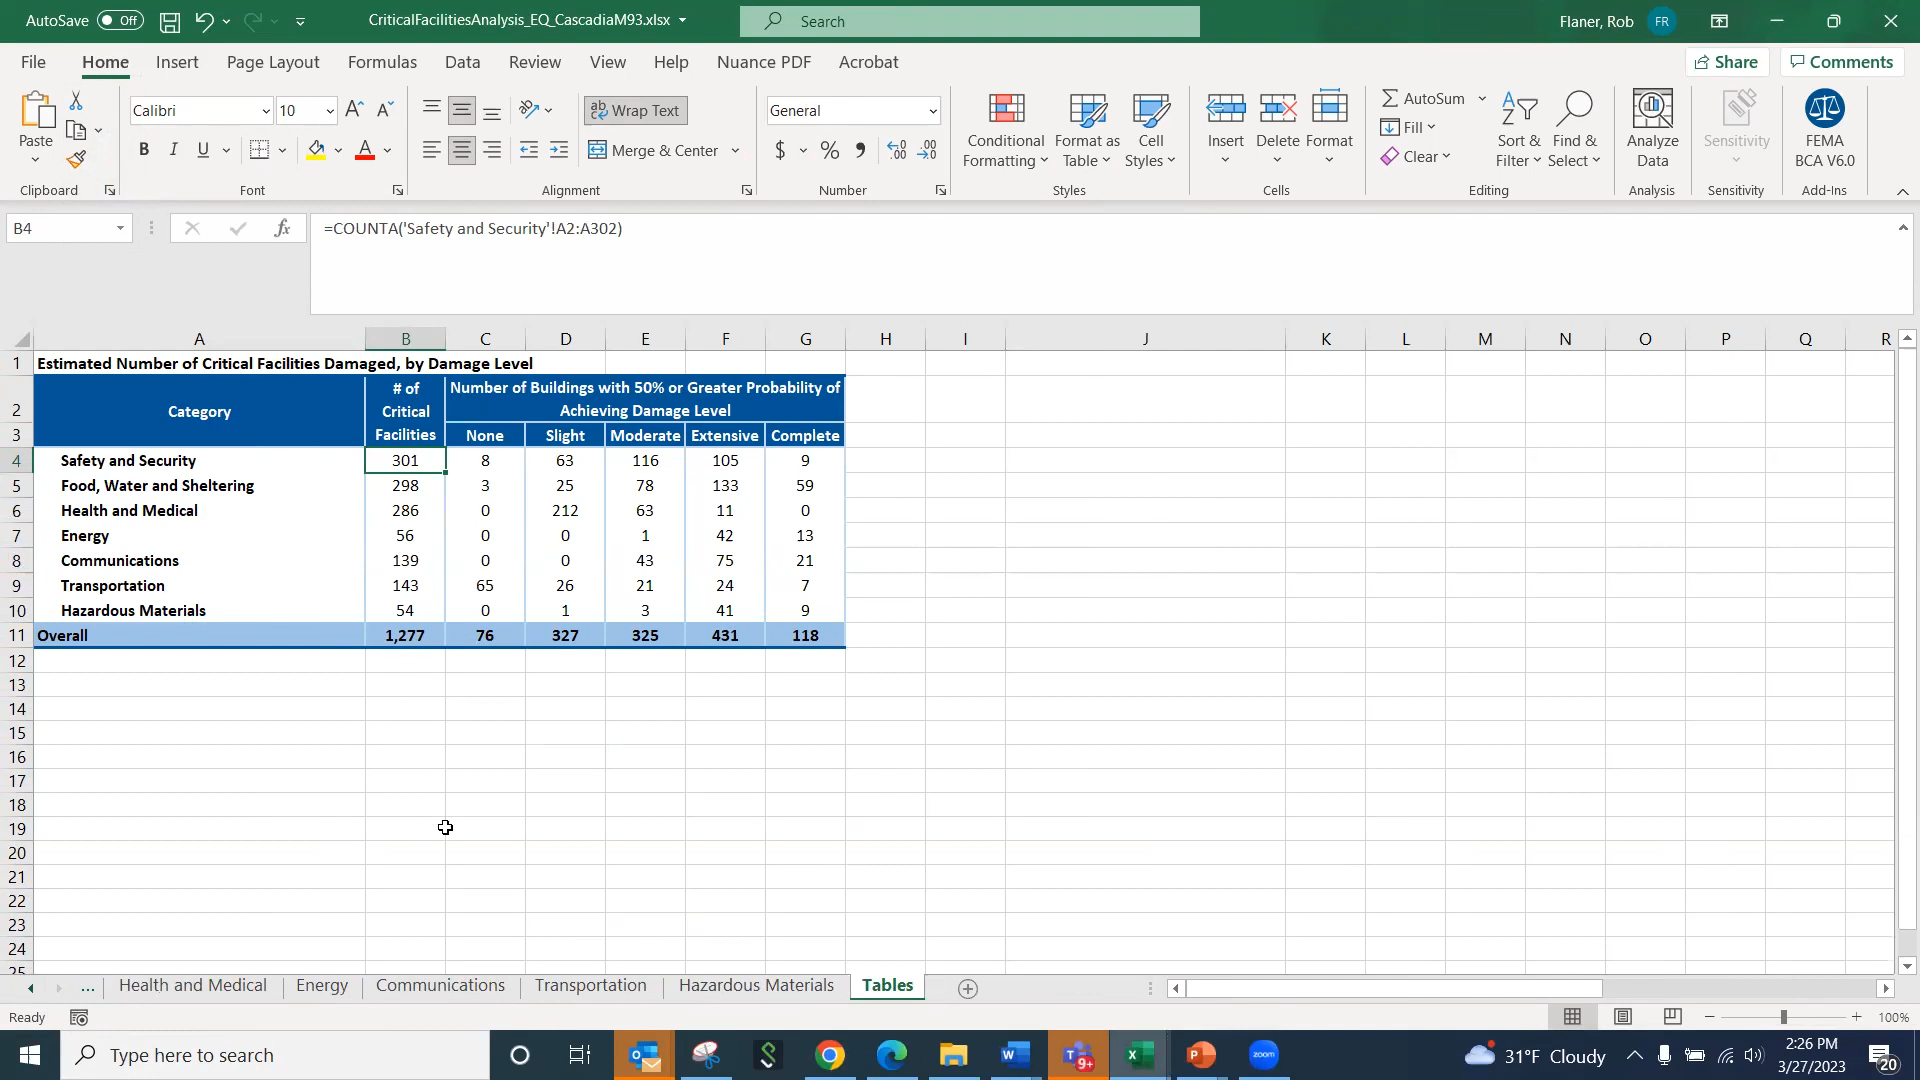 AutoSave Off CriticalFacilitiesAnalysis_EQ_CascadiaM93.xlsx Search Flaner, Rob FR
File Home Insert Page Layout Formulas Data Review View Help Nuance PDF Acrobat Share Comments
Paste
Clipboard
Calibri 10
B I U
Font
Wrap Text
Merge & Center
Alignment
General
$ % ,
Number
Conditional Formatting
Format as Table
Cell Styles
Styles
Insert Delete Format
Cells
AutoSum
Fill
Clear
Sort & Filter
Find & Select
Editing
Analyze Data
Analysis
Sensitivity
Sensitivity
FEMA BCA V6.0
Add-Ins
B4 fx =COUNTA('Safety and Security'!A2:A302)
A B C D E F G H I J K L M N O P Q R
1 Estimated Number of Critical Facilities Damaged, by Damage Level
2 Category # of Critical Facilities Number of Buildings with 50% or Greater Probability of Achieving Damage Level
3 None Slight Moderate Extensive Complete
4 Safety and Security 301 8 63 116 105 9
5 Food, Water and Sheltering 298 3 25 78 133 59
6 Health and Medical 286 0 212 63 11 0
7 Energy 56 0 0 1 42 13
8 Communications 139 0 0 43 75 21
9 Transportation 143 65 26 21 24 7
10 Hazardous Materials 54 0 1 3 41 9
11 Overall 1,277 76 327 325 431 118
12
13
14
15
16
17
18
19
20
21
22
23
24
25
... Health and Medical Energy Communications Transportation Hazardous Materials Tables
Ready 100%
Type here to search zoom 9+ 31°F Cloudy 2:26 PM 20
3/27/2023